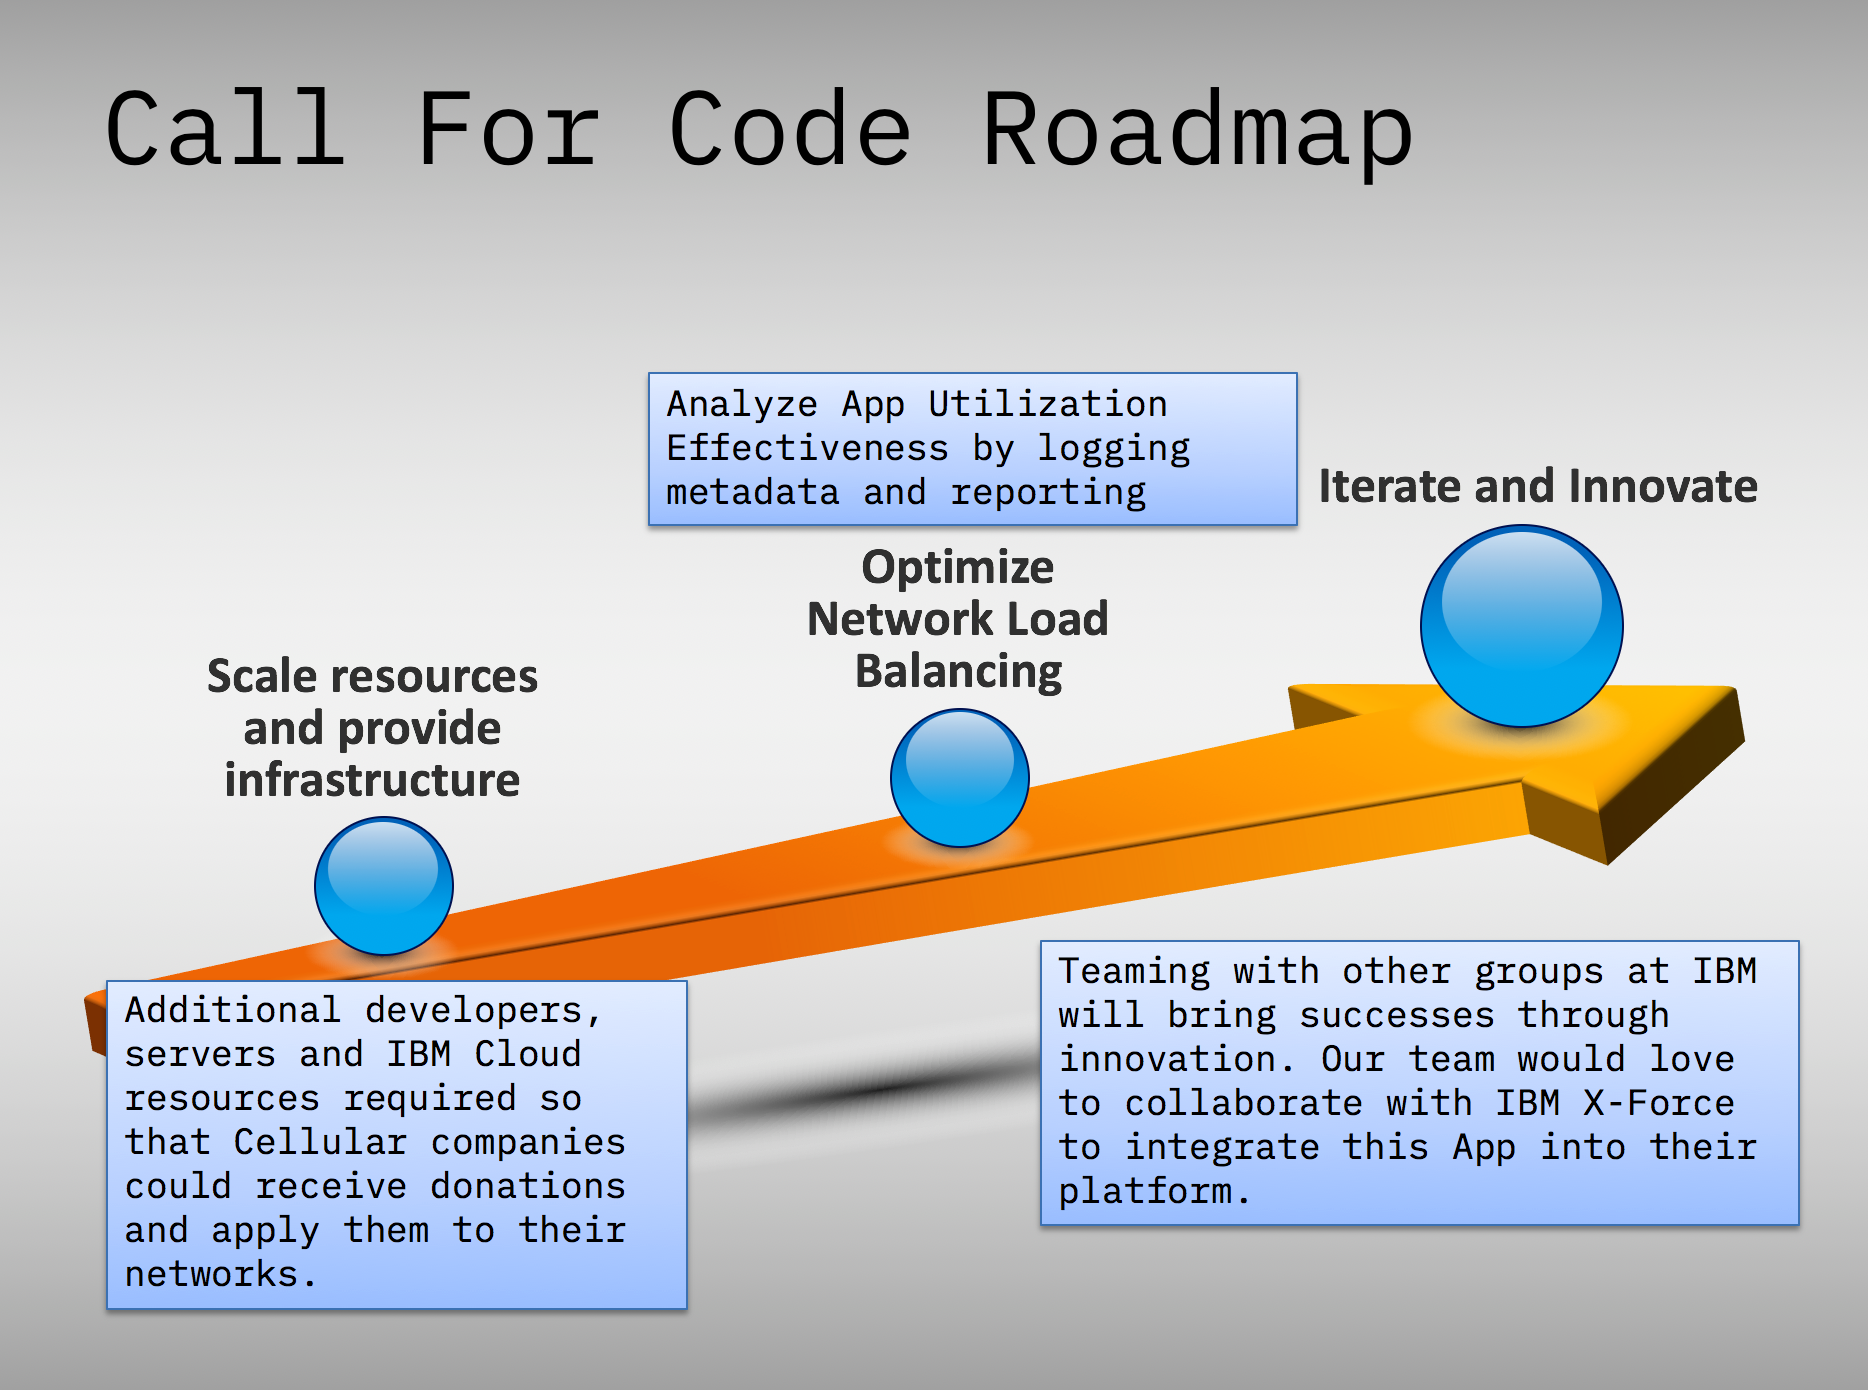 Call For Code Roadmap
Analyze App Utilization
Effectiveness by logging
metadata and reporting
Iterate and Innovate
Optimize
Network Load
Balancing
Scale resources
and provide
infrastructure
Additional developers,
servers and IBM Cloud
resources required so
that Cellular companies
could receive donations
and apply them to their
networks.
Teaming with other groups at IBM
will bring successes through
innovation. Our team would love
to collaborate with IBM X-Force
to integrate this App into their
platform.